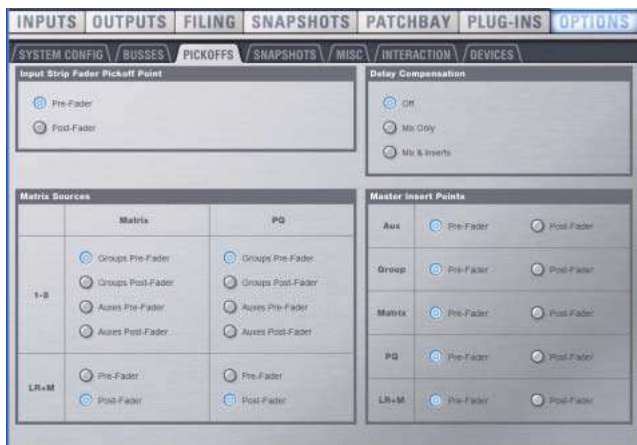 INPUTS OUTPUTS FILING SNAPSHOTS PATCHBAY PLUG-INS OPTIONS
SYSTEM CONFIG BUSSES PICKOFFS SNAPSHOTS MISC INTERACTION DEVICES
Input Strip Fader Pickoff Point
Pre-Fader
Post-Fader
Delay Compensation
Off
Mix Only
Mix & Inserts
Matrix Sources
Matrix PQ
1-8
Groups Pre-Fader Groups Pre-Fader
Groups Post-Fader Groups Post-Fader
Auxes Pre-Fader Auxes Pre-Fader
Auxes Post-Fader Auxes Post-Fader
LR+M
Pre-Fader Pre-Fader
Post-Fader Post-Fader
Master Insert Points
Aux Pre-Fader Post-Fader
Group Pre-Fader Post-Fader
Matrix Pre-Fader Post-Fader
PQ Pre-Fader Post-Fader
LR+M Pre-Fader Post-Fader